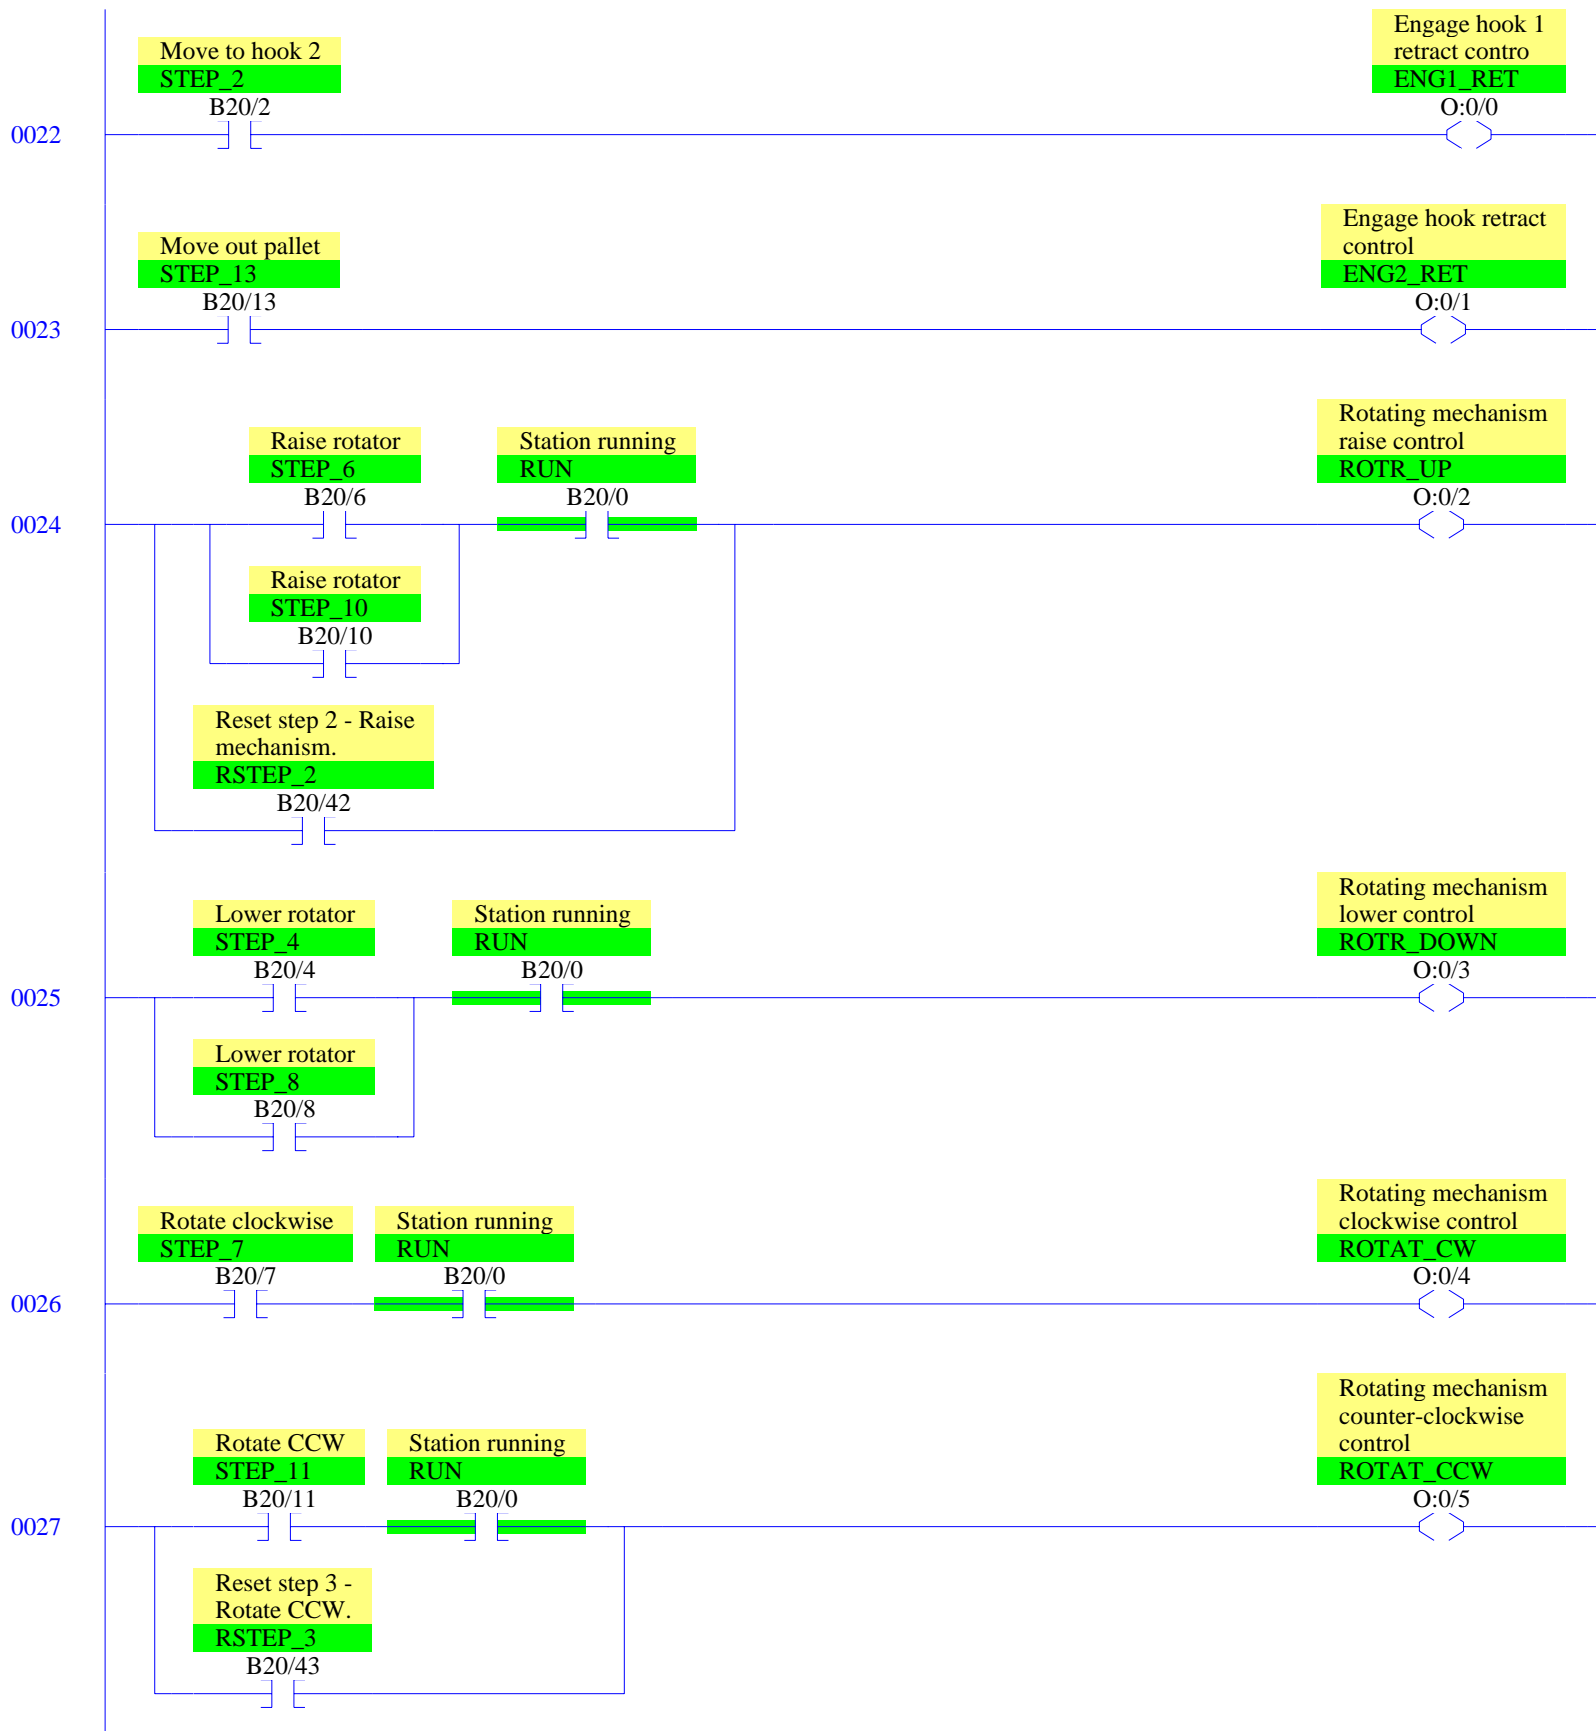 Move to hook 2
STEP_2
B20/2
Engage hook 1
retract contro
ENG1_RET
O:0/0
0022
Move out pallet
STEP_13
B20/13
Engage hook retract
control
ENG2_RET
O:0/1
0023
Raise rotator
STEP_6
B20/6
Station running
RUN
B20/0
Rotating mechanism
raise control
ROTR_UP
O:0/2
0024
Raise rotator
STEP_10
B20/10
Reset step 2 - Raise
mechanism.
RSTEP_2
B20/42
Lower rotator
STEP_4
B20/4
Station running
RUN
B20/0
Rotating mechanism
lower control
ROTR_DOWN
O:0/3
0025
Lower rotator
STEP_8
B20/8
Rotate clockwise
STEP_7
B20/7
Station running
RUN
B20/0
Rotating mechanism
clockwise control
ROTAT_CW
O:0/4
0026
Rotate CCW
STEP_11
B20/11
Station running
RUN
B20/0
Rotating mechanism
counter-clockwise
control
ROTAT_CCW
O:0/5
0027
Reset step 3 -
Rotate CCW.
RSTEP_3
B20/43